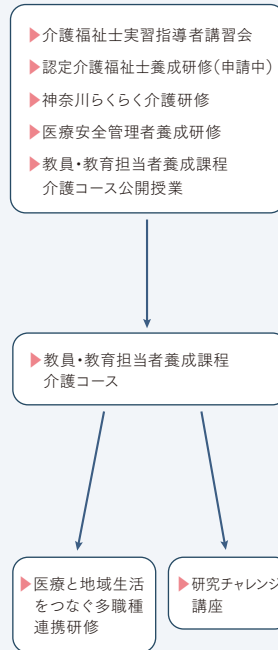 ▶介護福祉士実習指導者講習会
▶認定介護福祉士養成研修(申請中)
▶神奈川らくらく介護研修
▶医療安全管理者養成研修
▶教員・教育担当者養成課程
介護コース公開授業
▶教員・教育担当者養成課程
介護コース
▶医療と地域生活
をつなぐ多職種
連携研修
▶研究チャレンジ
講座